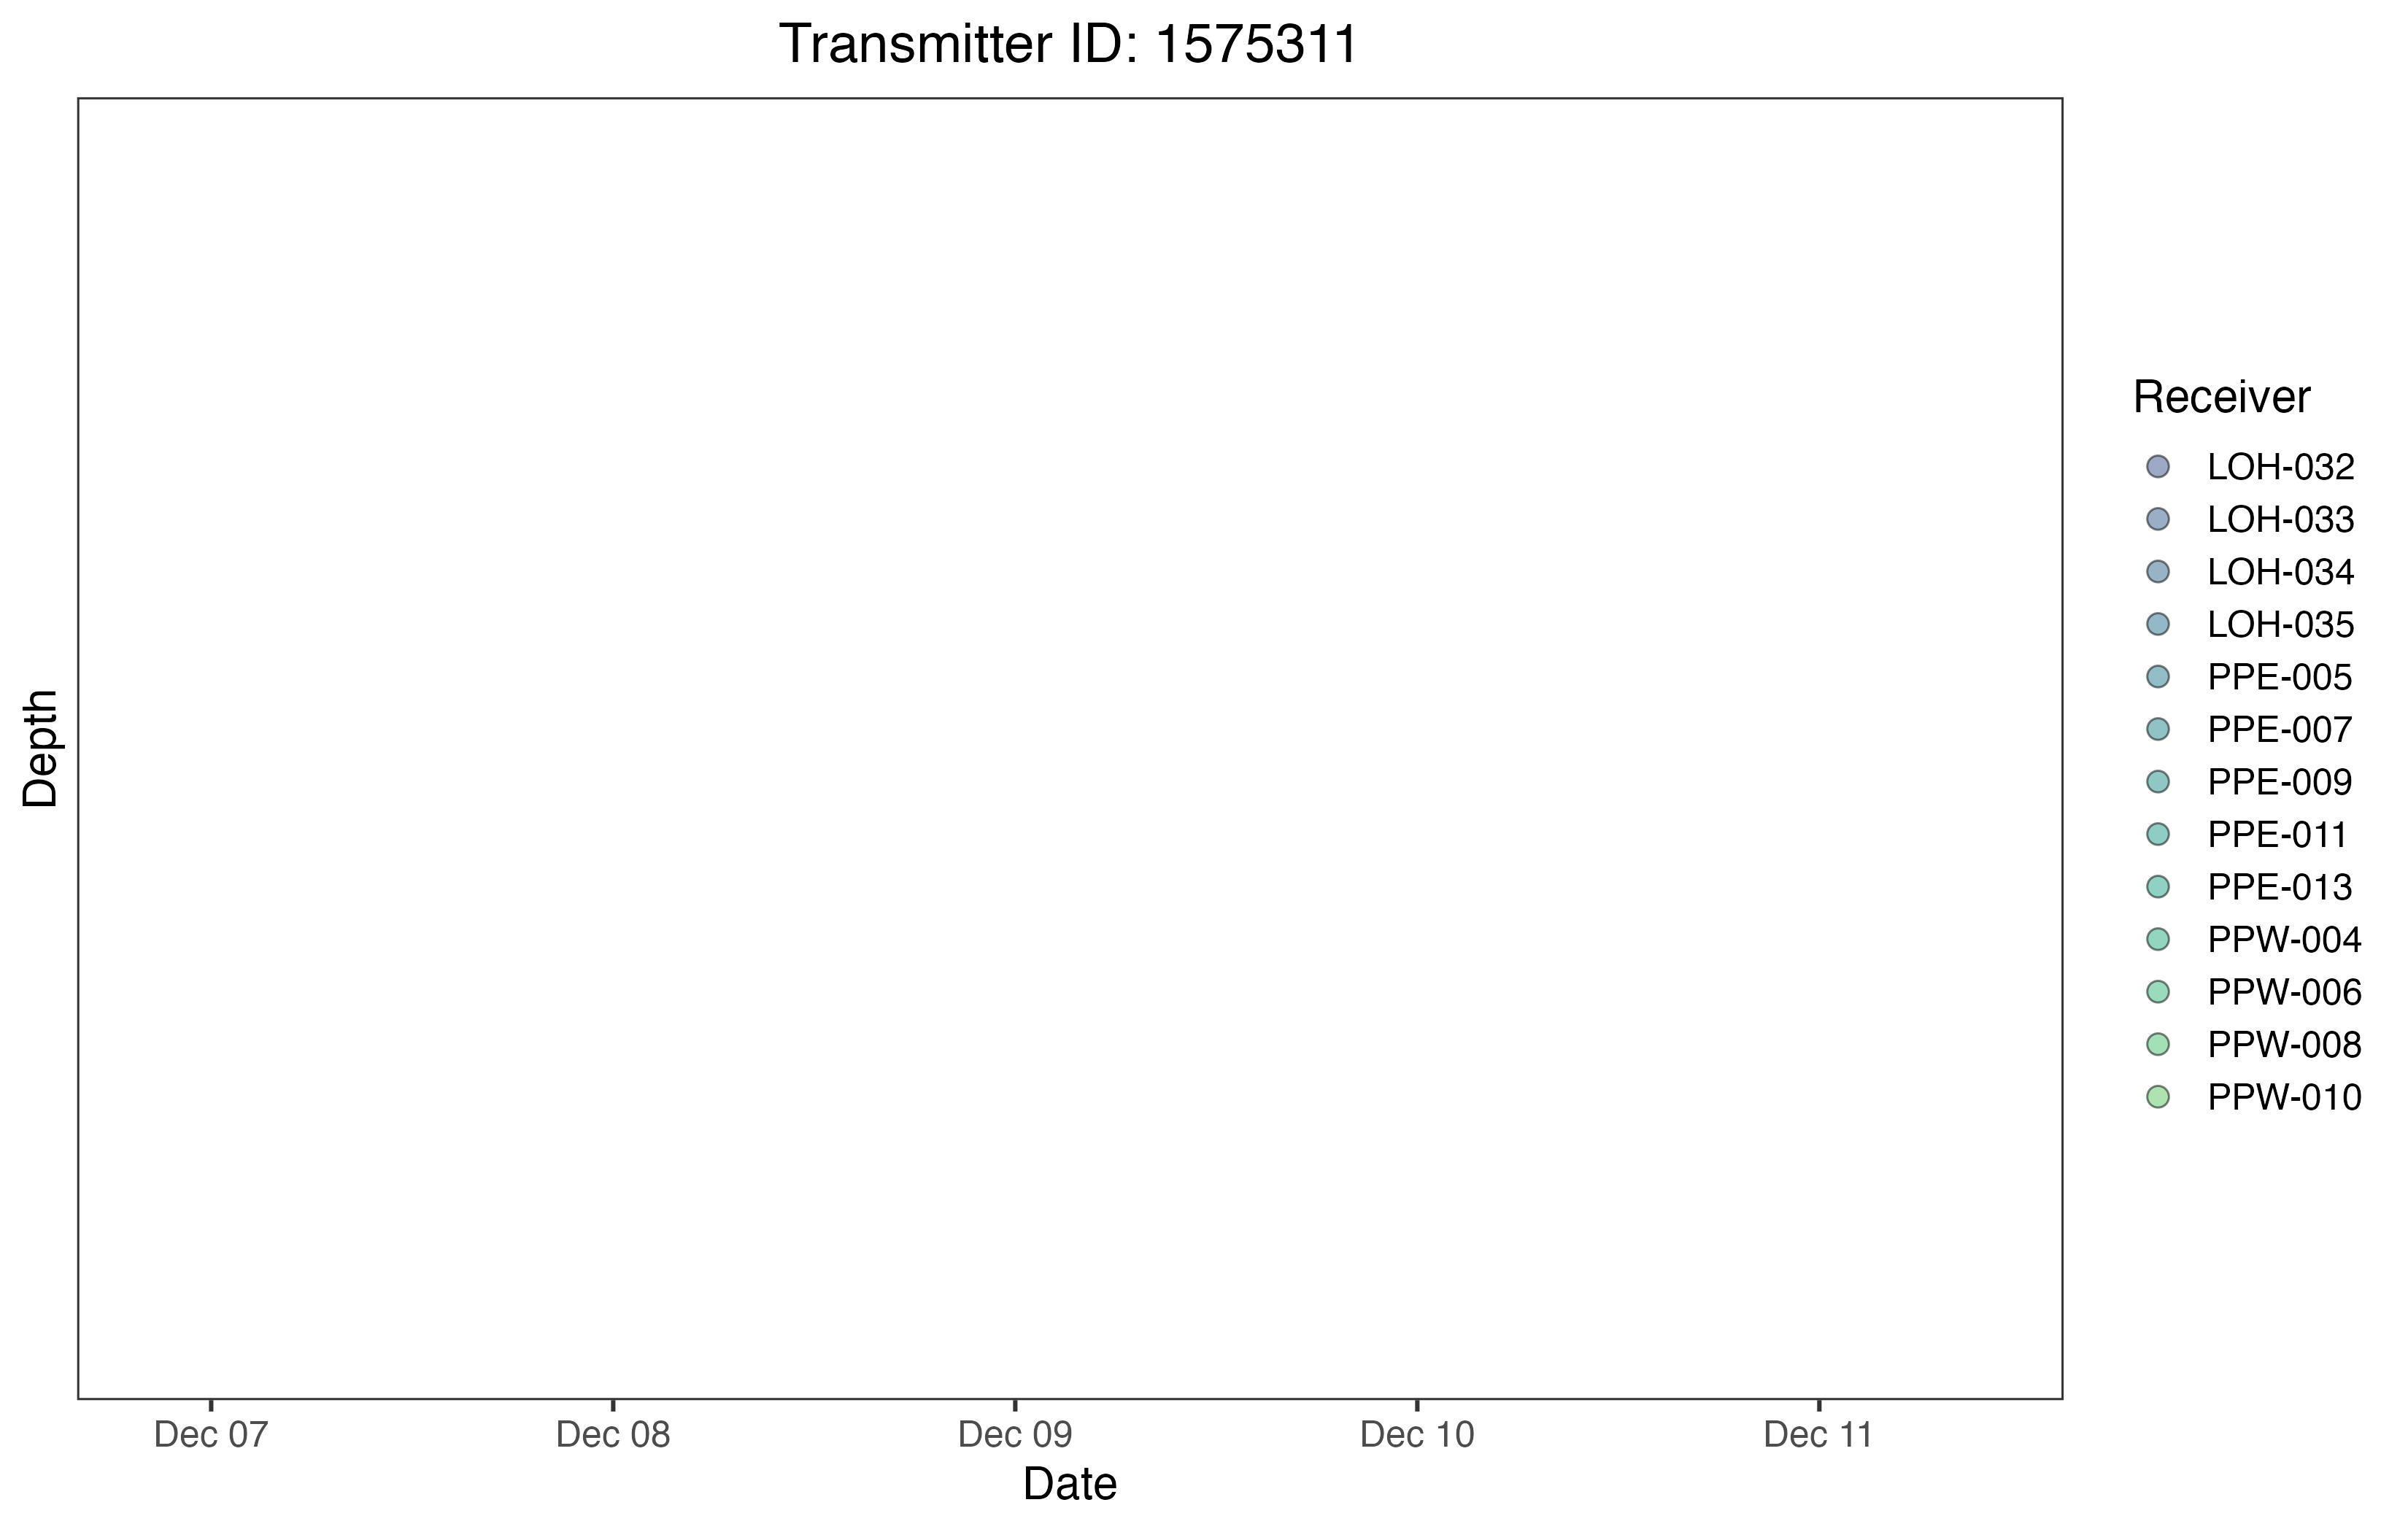 Transmitter ID: 1575311
Depth
Receiver
LOH-032
LOH-033
LOH-034
LOH-035
PPE-005
PPE-007
PPE-009
PPE-011
PPE-013
PPW-004
PPW-006
PPW-008
PPW-010
Dec 07 Dec 08 Dec 09 Dec 10 Dec 11
Date